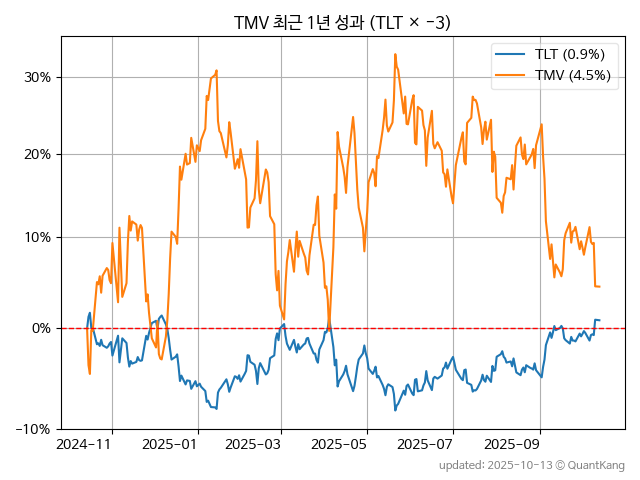 TMV 최근 1년 성과 (TLT × −3)
TLT (0.9%)
TMV (4.5%)
30%
20%
10%
0%
−10%
2024−11
2025−01
2025−03
2025−05
2025−07
2025−09
updated: 2025-10-13 © QuantKang